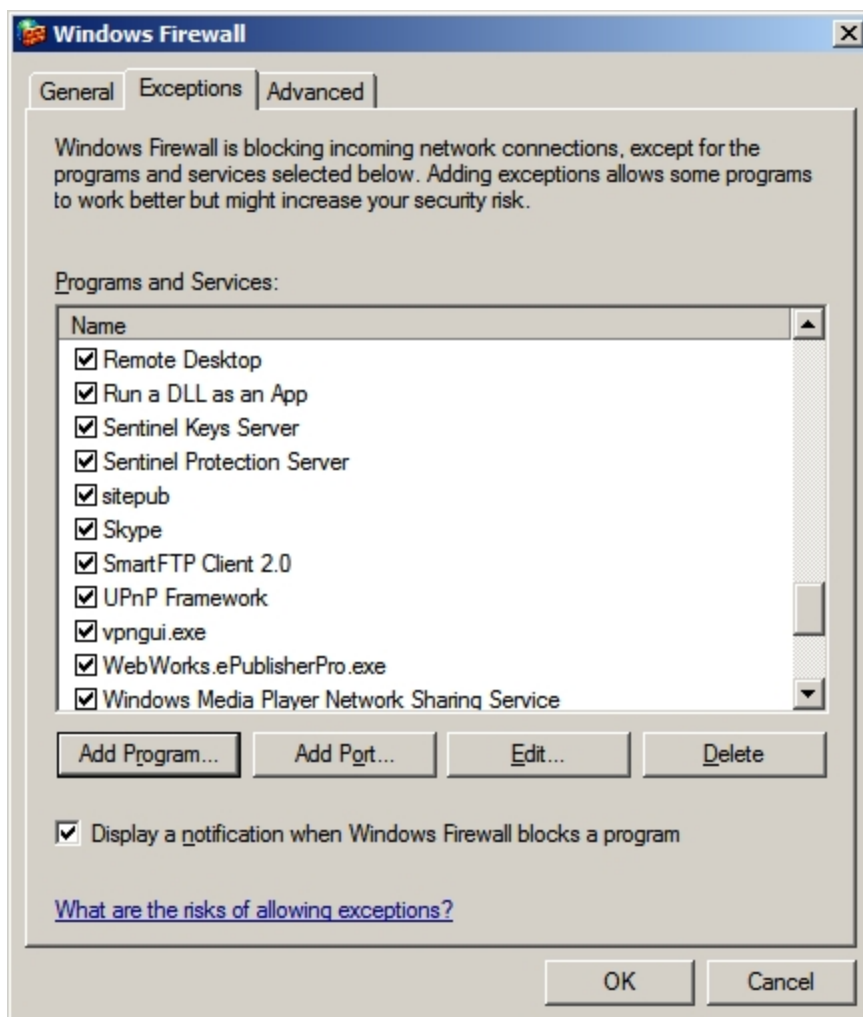 Windows Firewall
General Exceptions Advanced
Windows Firewall is blocking incoming network connections, except for the
programs and services selected below. Adding exceptions allows some programs
to work better but might increase your security risk.
Programs and Services:
Name
Remote Desktop
Run a DLL as an App
Sentinel Keys Server
Sentinel Protection Server
sitepub
Skype
SmartFTP Client 2.0
UPnP Framework
vpngui.exe
WebWorks.ePublisherPro.exe
Windows Media Player Network Sharing Service
Add Program... Add Port... Edit... Delete
Display a notification when Windows Firewall blocks a program
What are the risks of allowing exceptions?
OK Cancel